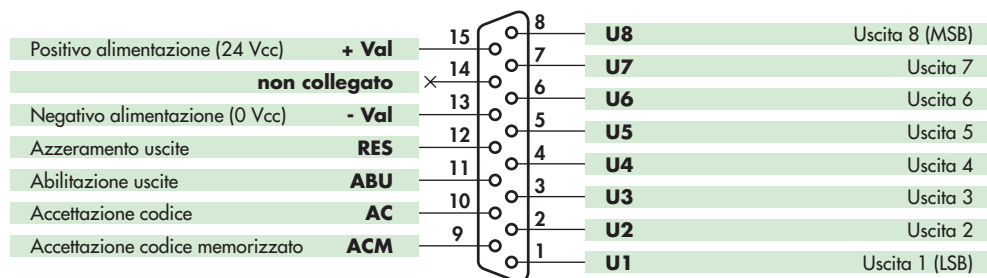 8 U8 Uscita 8 (MSB)
Positivo alimentazione (24 Vcc) + Val 15
7 U7 Uscita 7
non collegato 14
6 U6 Uscita 6
Negativo alimentazione (0 Vcc) - Val 13
5 U5 Uscita 5
Azzeramento uscite RES 12
4 U4 Uscita 4
Abilitazione uscite ABU 11
3 U3 Uscita 3
Accettazione codice AC 10
2 U2 Uscita 2
Accettazione codice memorizzato ACM 9
1 U1 Uscita 1 (LSB)